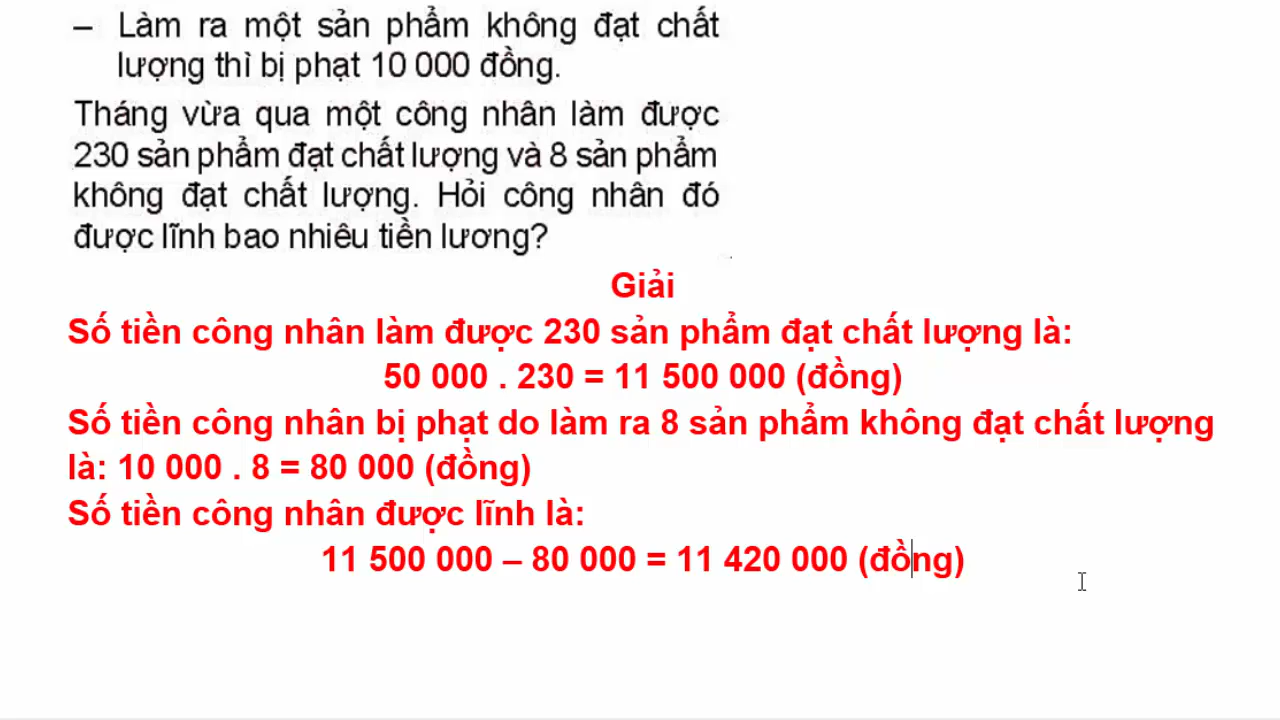 – Làm ra một sản phẩm không đạt chất
lượng thì bị phạt 10 000 đồng.
Tháng vừa qua một công nhân làm được
230 sản phẩm đạt chất lượng và 8 sản phẩm
không đạt chất lượng. Hỏi công nhân đó
được lĩnh bao nhiêu tiền lương?
Giải
Số tiền công nhân làm được 230 sản phẩm đạt chất lượng là:
50 000 . 230 = 11 500 000 (đồng)
Số tiền công nhân bị phạt do làm ra 8 sản phẩm không đạt chất lượng
là: 10 000 . 8 = 80 000 (đồng)
Số tiền công nhân được lĩnh là:
11 500 000 – 80 000 = 11 420 000 (đồng)